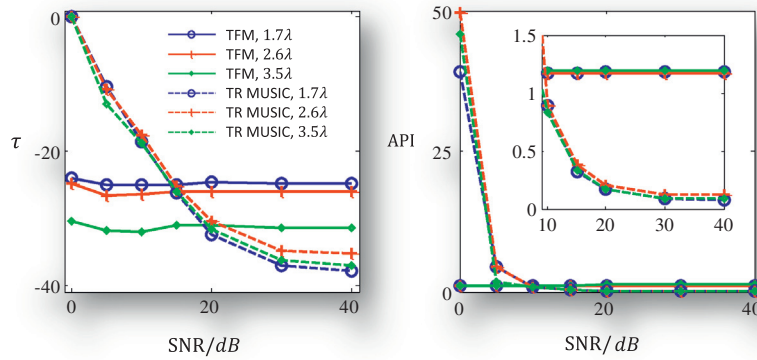 0
-20
-40
τ
0
20
40
SNR/dB
TFM, 1.7λ
TFM, 2.6λ
TFM, 3.5λ
TR MUSIC, 1.7λ
TR MUSIC, 2.6λ
TR MUSIC, 3.5λ
50
25
0
API
0
20
40
SNR/dB
1.5
1
0.5
0
10
20
30
40